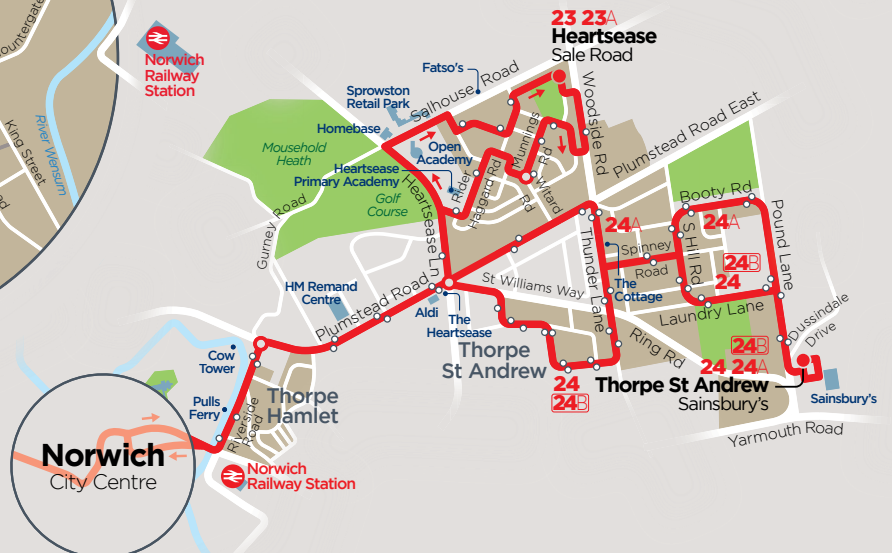 ountergate
King Street
River Wensum
Norwich
Railway
Station
23 23A
Heartsease
Sale Road
Fatso's
Salhouse Road
Sprowston
Retail Park
Homebase
Mousehold
Heath
Open
Academy
Heartsease
Primary Academy
Golf
Course
Gurney Road
Heartsease Ln
Rider
Haggard Rd
Munnings
Rd
Witard
Rd
Woodside Rd
Plumstead Road East
Booty Rd
24A
24A
Pound Lane
S Hill Rd
Spinney
Road
24B
24
The
Cottage
Thunder Lane
St Williams Way
Laundry Lane
HM Remand
Centre
Plumstead Road
Aldi
The
Heartsease
Thorpe
St Andrew
Ring Rd
Dussindale
Drive
24B
24 24A
Thorpe St Andrew
Sainsbury's
Sainsbury's
24
24B
Yarmouth Road
Cow
Tower
Pulls
Ferry
Riverside
Road
Thorpe
Hamlet
Norwich
City Centre
Norwich
Railway Station